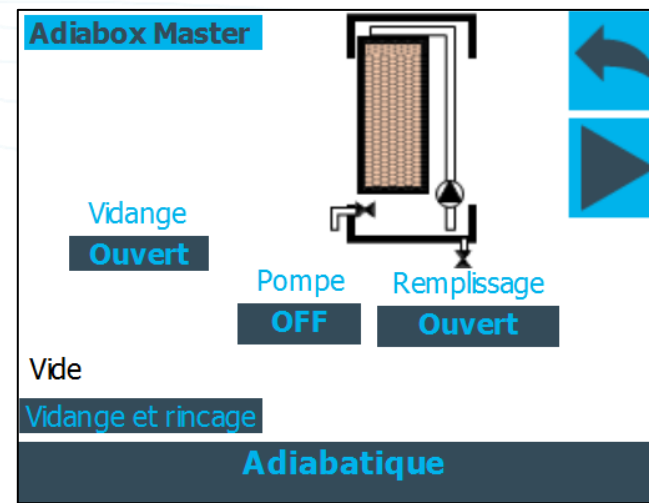 Adiabox Master
Vidange
Ouvert
Pompe
Remplissage
OFF
Ouvert
Vide
Vidange et rincage
Adiabatique